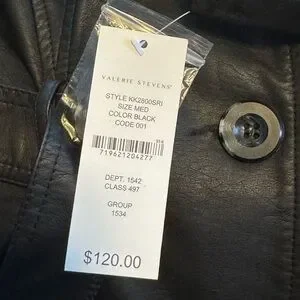 VALERIE STEVENS
STYLE KK2800SRI
SIZE MED
COLOR BLACK
CODE 001
719621204277
DEPT. 1542
CLASS 497
GROUP
1534
$120.00